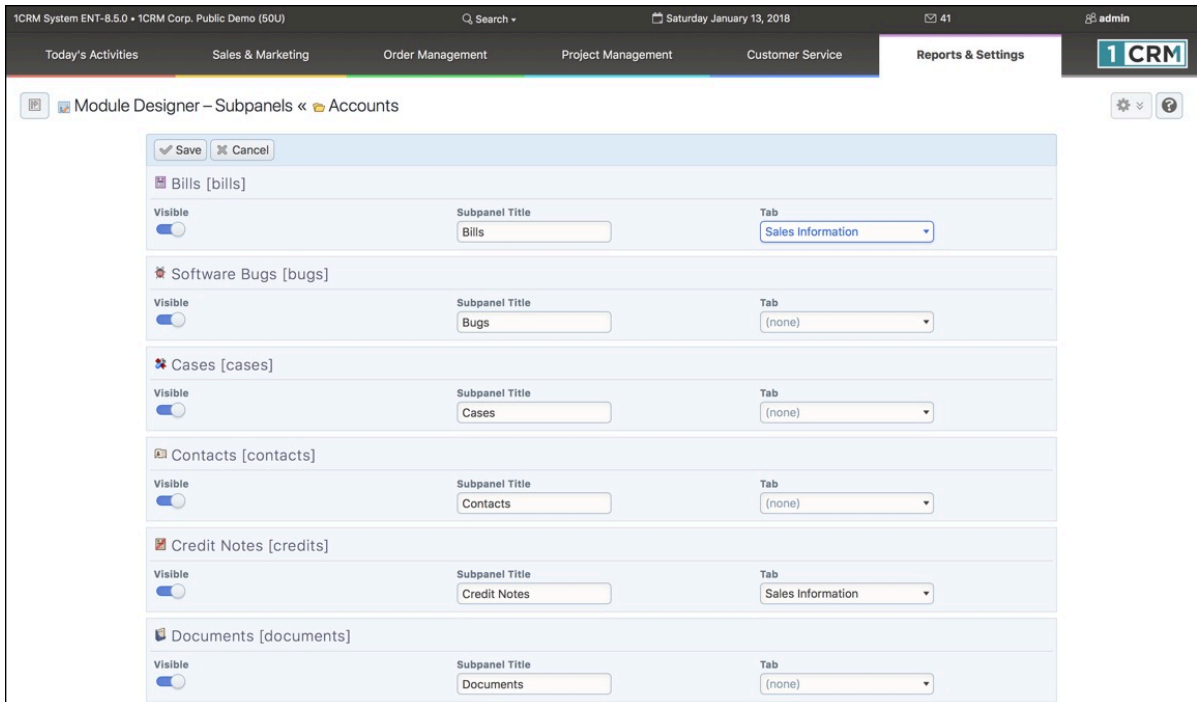 1CRM System ENT-8.5.0 • 1CRM Corp. Public Demo (50U) Search Saturday January 13, 2018 41 admin
Today's Activities Sales & Marketing Order Management Project Management Customer Service Reports & Settings 1 CRM
Module Designer – Subpanels « Accounts
Save Cancel
Bills [bills]
Visible Subpanel Title Tab
Bills Sales Information
Software Bugs [bugs]
Visible Subpanel Title Tab
Bugs (none)
Cases [cases]
Visible Subpanel Title Tab
Cases (none)
Contacts [contacts]
Visible Subpanel Title Tab
Contacts (none)
Credit Notes [credits]
Visible Subpanel Title Tab
Credit Notes Sales Information
Documents [documents]
Visible Subpanel Title Tab
Documents (none)